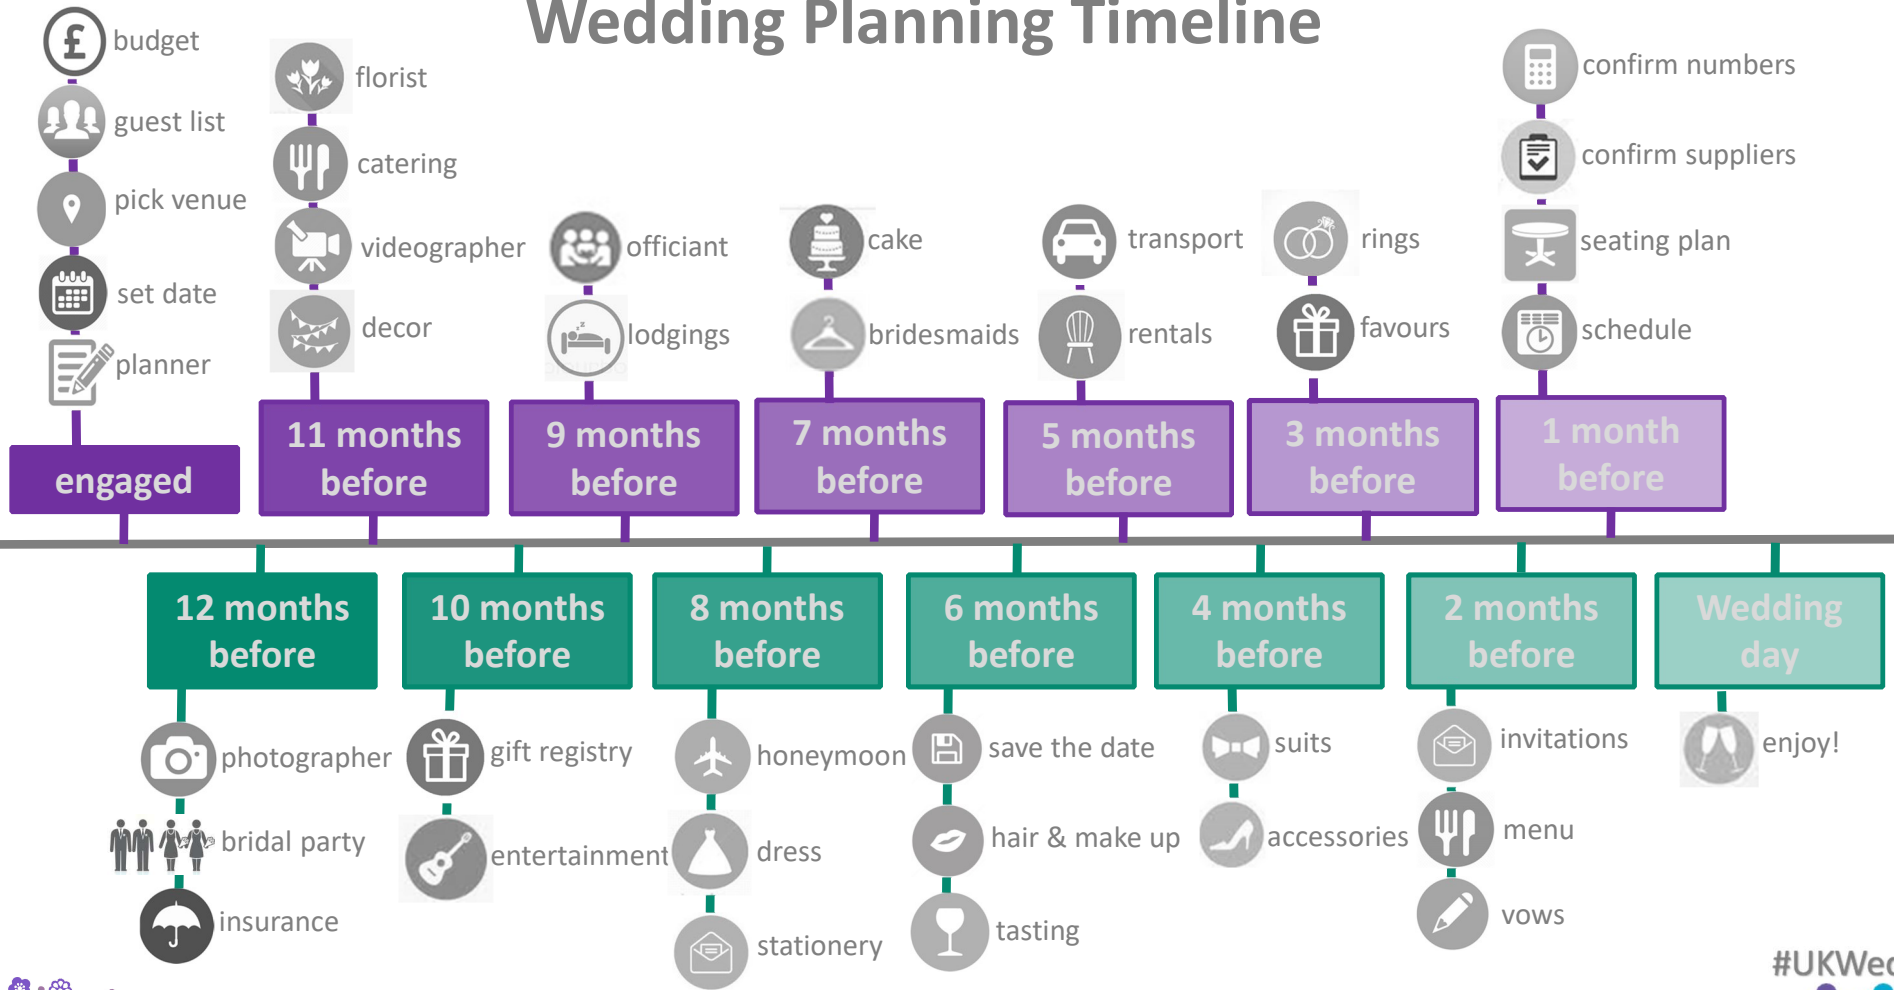 Wedding Planning Timeline
£
budget
guest list
pick venue
set date
planner
engaged
florist
catering
videographer
decor
11 months
before
officiant
lodgings
9 months
before
cake
bridesmaids
7 months
before
transport
rentals
5 months
before
rings
favours
3 months
before
confirm numbers
confirm suppliers
seating plan
schedule
1 month
before
12 months
before
photographer
bridal party
insurance
10 months
before
gift registry
entertainment
8 months
before
honeymoon
dress
stationery
6 months
before
save the date
hair & make up
tasting
4 months
before
suits
accessories
2 months
before
invitations
menu
vows
Wedding
day
enjoy!
#UKWed